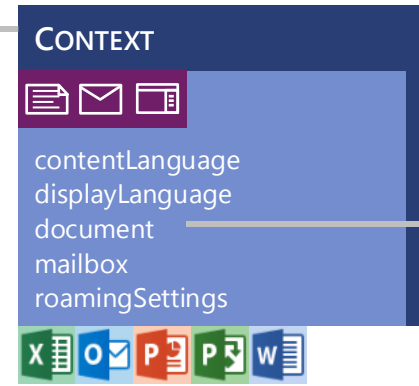 CONTEXT
contentLanguage
displayLanguage
document
mailbox
roamingSettings
X O P P W